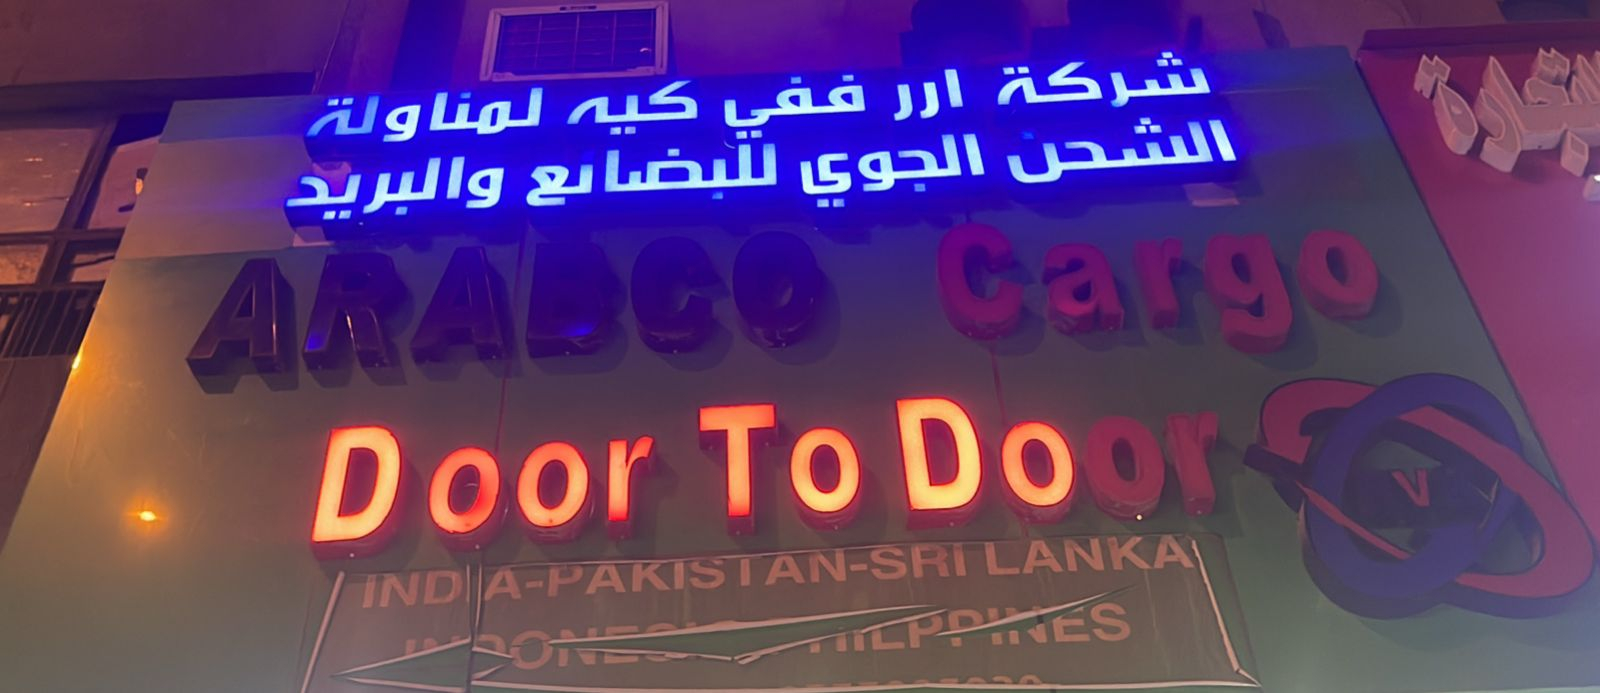 شركة ارر ففي كيه لمناولة
الشحن الجوي للبضائع والبريد
ARABCO Cargo
Door To Door
V
INDIA-PAKISTAN-SRI LANKA